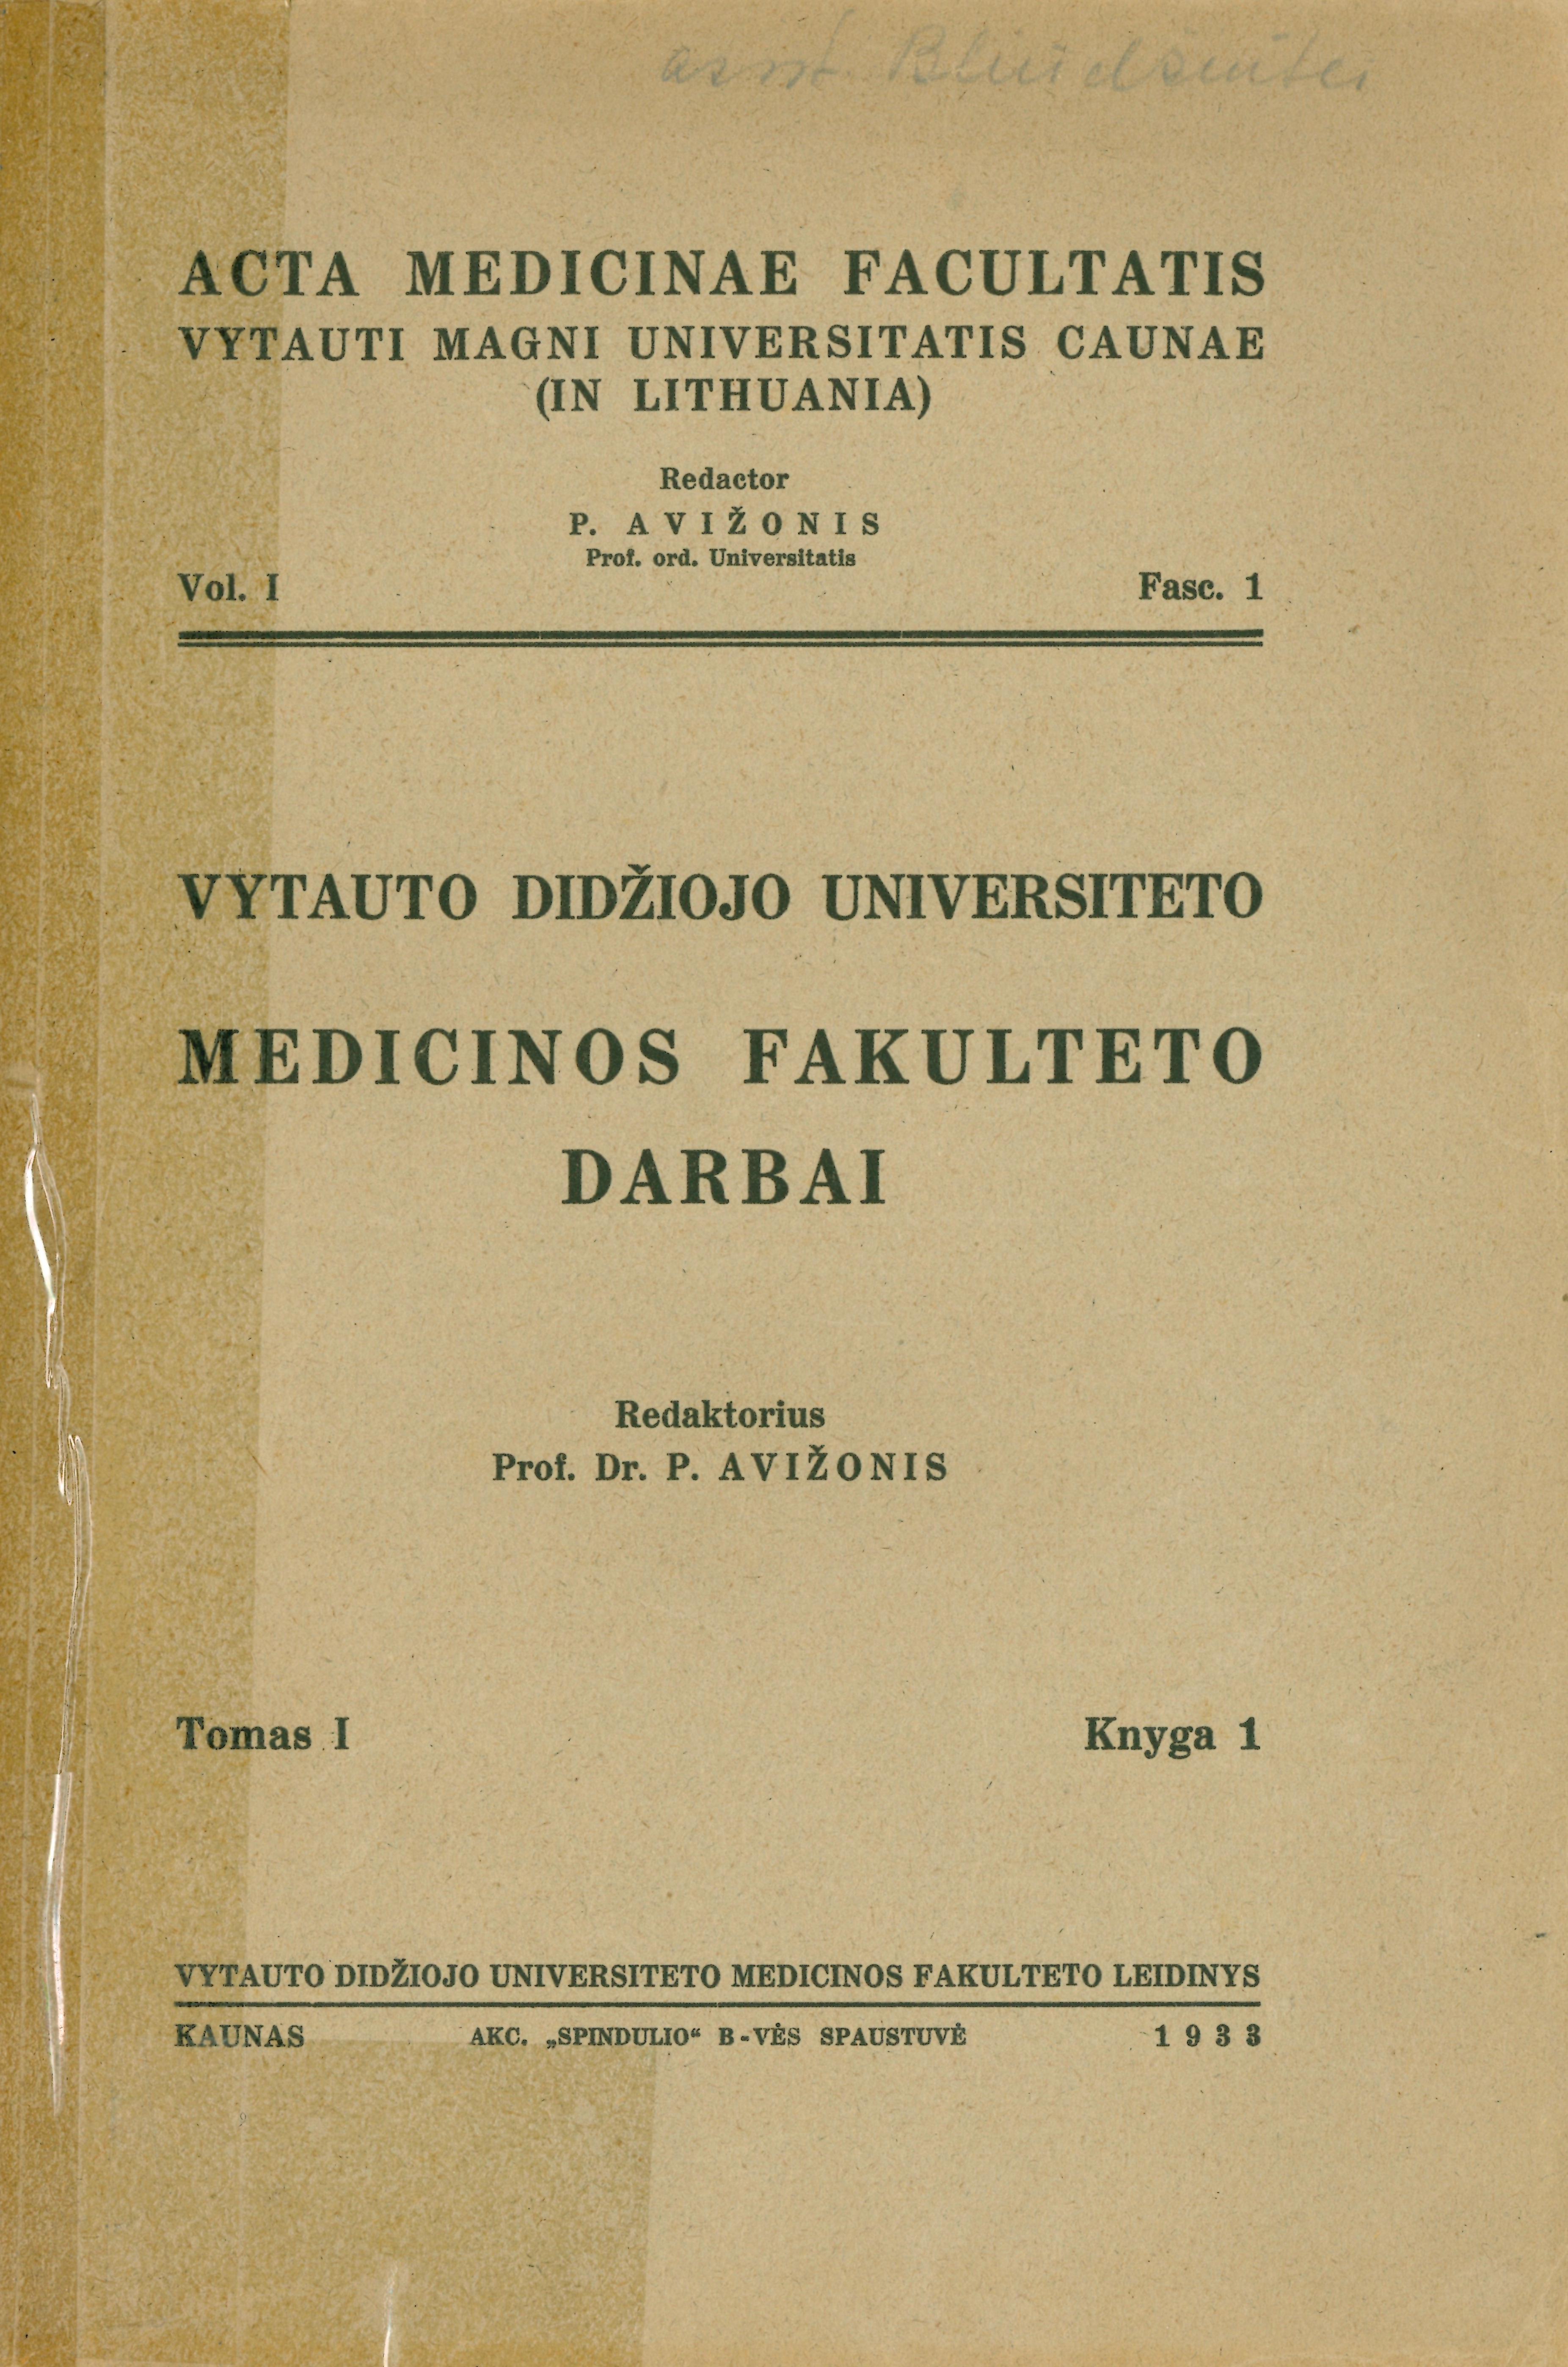 ACTA MEDICINAE FACULTATIS
VYTAUTI MAGNI UNIVERSITATIS CAUNAE
(IN LITHUANIA)
Redactor
P. AVIŽONIS
Prof. ord. Universitatis
Vol. I Fasc. 1
VYTAUTO DIDŽIOJO UNIVERSITETO
MEDICINOS FAKULTETO
DARBAI
Redaktorius
Prof. Dr. P. AVIŽONIS
Tomas I Knyga 1
VYTAUTO DIDŽIOJO UNIVERSITETO MEDICINOS FAKULTETO LEIDINYS
KAUNAS AKC. „SPINDULIO“ B-VĖS SPAUSTUVĖ 1933